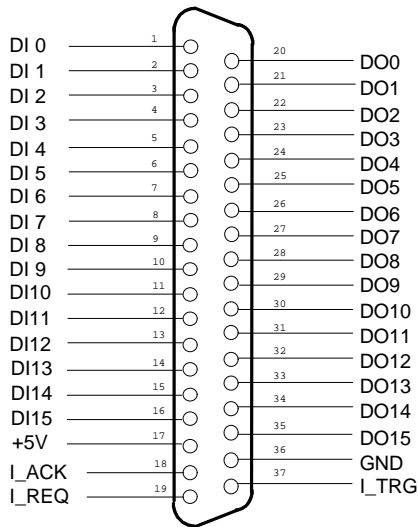 DI 0 1
DI 1 2
DI 2 3
DI 3 4
DI 4 5
DI 5 6
DI 6 7
DI 7 8
DI 8 9
DI 9 10
DI10 11
DI11 12
DI12 13
DI13 14
DI14 15
DI15 16
+5V 17
I_ACK 18
I_REQ 19
20 DO0
21 DO1
22 DO2
23 DO3
24 DO4
25 DO5
26 DO6
27 DO7
28 DO8
29 DO9
30 DO10
31 DO11
32 DO12
33 DO13
34 DO14
35 DO15
36 GND
37 I_TRG